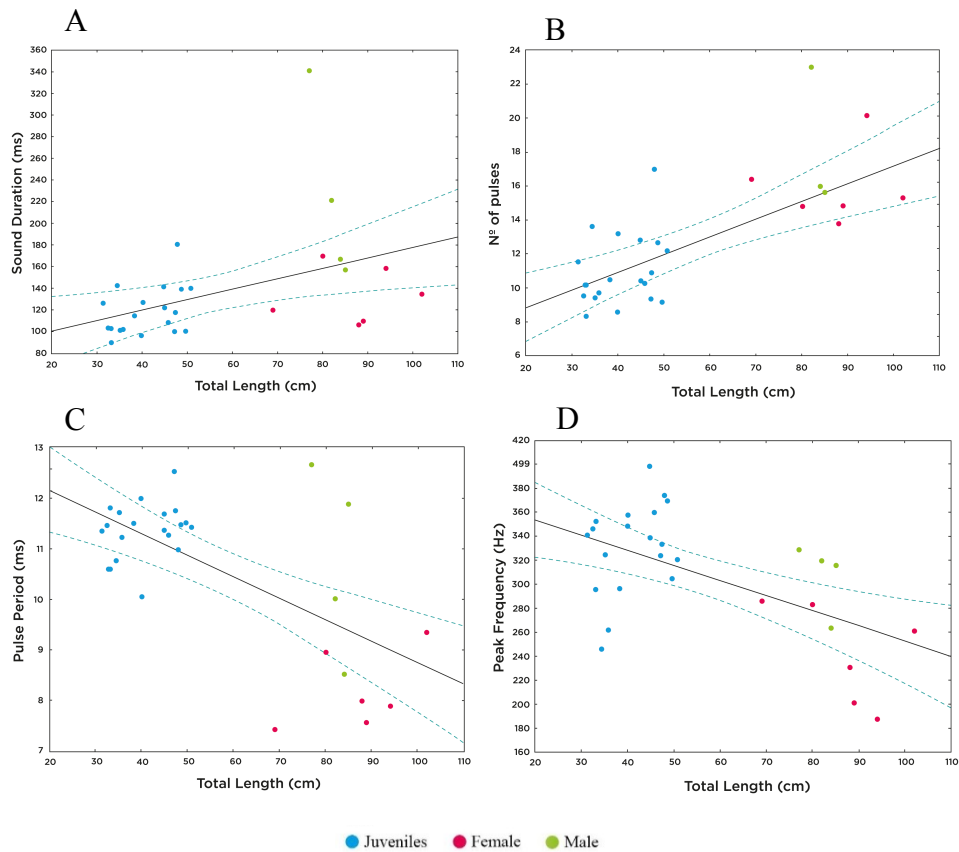 A
360
340
320
300
280
260
240
220
200
180
160
140
120
100
80
20 30 40 50 60 70 80 90 100 110
Sound Duration (ms)
Total Length (cm)
B
24
22
20
18
16
14
12
10
8
6
20 30 40 50 60 70 80 90 100 110
Nº of pulses
Total Length (cm)
C
13
12
11
10
9
8
7
20 30 40 50 60 70 80 90 100 110
Pulse Period (ms)
Total Length (cm)
D
420
499
380
360
340
320
300
280
260
240
220
200
180
160
20 30 40 50 60 70 80 90 100 110
Peak Frequency (Hz)
Total Length (cm)
Juveniles Female Male